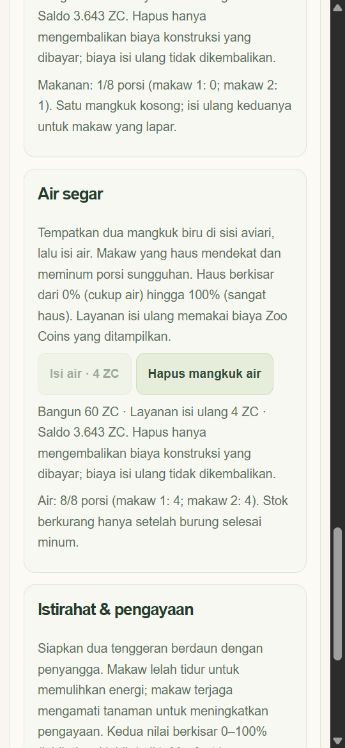 Saldo 3.643 ZC. Hapus hanya
mengembalikan biaya konstruksi yang
dibayar; biaya isi ulang tidak dikembalikan.
Makanan: 1/8 porsi (makaw 1: 0; makaw 2:
1). Satu mangkuk kosong; isi ulang keduanya
untuk makaw yang lapar.
Air segar
Tempatkan dua mangkuk biru di sisi aviari,
lalu isi air. Makaw yang haus mendekat dan
meminum porsi sungguhan. Haus berkisar
dari 0% (cukup air) hingga 100% (sangat
haus). Layanan isi ulang memakai biaya Zoo
Coins yang ditampilkan.
Isi air · 4 ZC
Hapus mangkuk air
Bangun 60 ZC · Layanan isi ulang 4 ZC ·
Saldo 3.643 ZC. Hapus hanya
mengembalikan biaya konstruksi yang
dibayar; biaya isi ulang tidak dikembalikan.
Air: 8/8 porsi (makaw 1: 4; makaw 2: 4). Stok
berkurang hanya setelah burung selesai
minum.
Istirahat & pengayaan
Siapkan dua tenggeran berdaun dengan
penyangga. Makaw lelah tidur untuk
memulihkan energi; makaw terjaga
mengamati tanaman untuk meningkatkan
pengayaan. Kedua nilai berkisar 0–100%